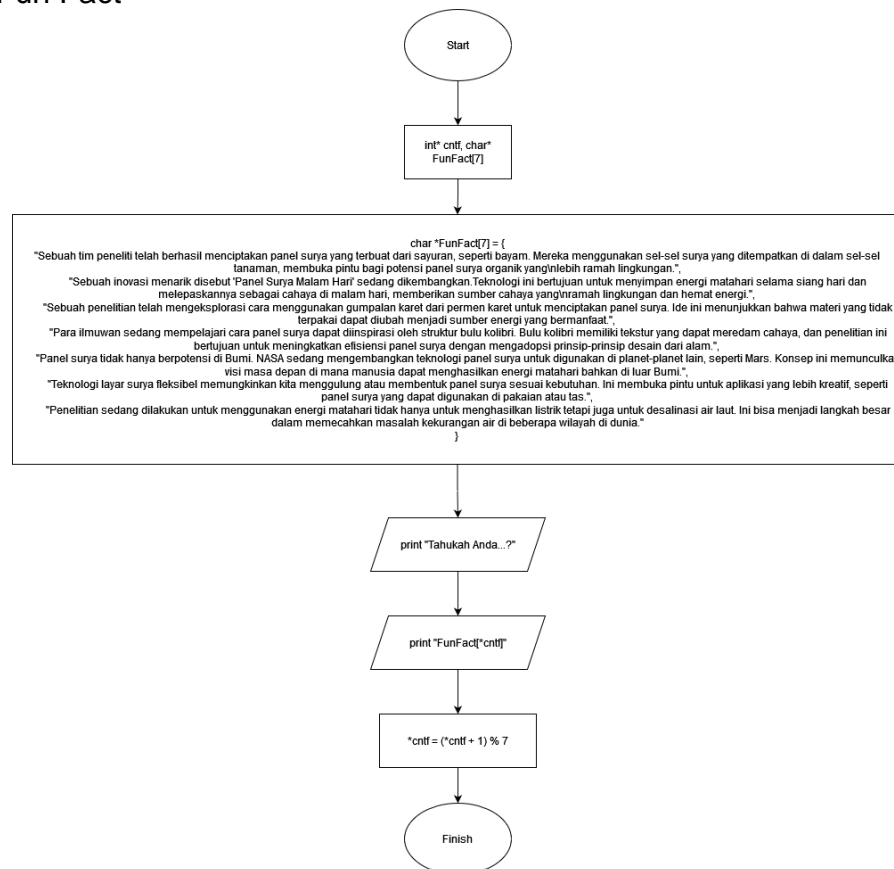 Fun Fact
Start
int* cntf, char*
FunFact[7]
char *FunFact[7] = {
"Sebuah tim peneliti telah berhasil menciptakan panel surya yang terbuat dari sayuran, seperti bayam. Mereka menggunakan sel-sel surya yang ditempatkan di dalam sel-sel
tanaman, membuka pintu bagi potensi panel surya organik yang\nlebih ramah lingkungan.",
"Sebuah inovasi menarik disebut 'Panel Surya Malam Hari' sedang dikembangkan.Teknologi ini bertujuan untuk menyimpan energi matahari selama siang hari dan
melepaskannya sebagai cahaya di malam hari, memberikan sumber cahaya yang\nramah lingkungan dan hemat energi.",
"Sebuah penelitian telah mengeksplorasi cara menggunakan gumpalan karet dari permen karet untuk menciptakan panel surya. Ide ini menunjukkan bahwa materi yang tidak
terpakai dapat diubah menjadi sumber energi yang bermanfaat.",
"Para ilmuwan sedang mempelajari cara panel surya dapat diinspirasi oleh struktur bulu kolibri. Bulu kolibri memiliki tekstur yang dapat meredam cahaya, dan penelitian ini
bertujuan untuk meningkatkan efisiensi panel surya dengan mengadopsi prinsip-prinsip desain dari alam.",
"Panel surya tidak hanya berpotensi di Bumi. NASA sedang mengembangkan teknologi panel surya untuk digunakan di planet-planet lain, seperti Mars. Konsep ini memunculka
visi masa depan di mana manusia dapat menghasilkan energi matahari bahkan di luar Bumi.",
"Teknologi layar surya fleksibel memungkinkan kita menggulung atau membentuk panel surya sesuai kebutuhan. Ini membuka pintu untuk aplikasi yang lebih kreatif, seperti
panel surya yang dapat digunakan di pakaian atau tas.",
"Penelitian sedang dilakukan untuk menggunakan energi matahari tidak hanya untuk menghasilkan listrik tetapi juga untuk desalinasi air laut. Ini bisa menjadi langkah besar
dalam memecahkan masalah kekurangan air di beberapa wilayah di dunia."
}
print "Tahukah Anda...?"
print "FunFact[*cntf]"
*cntf = (*cntf + 1) % 7
Finish